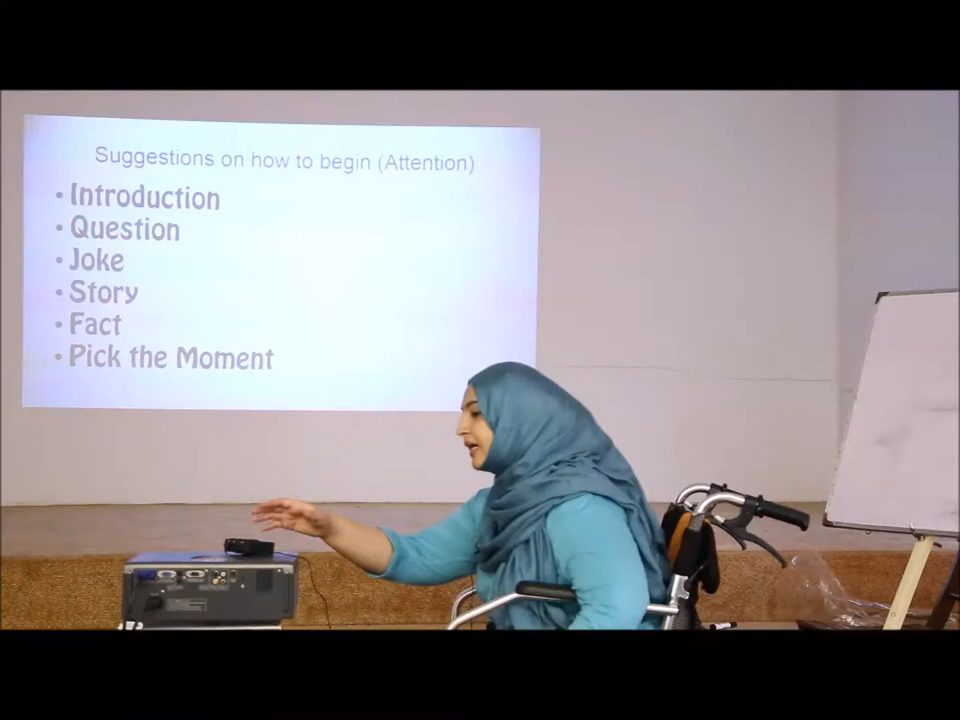 Suggestions on how to begin (Attention)
• Introduction
• Question
• Joke
• Story
• Fact
• Pick the Moment